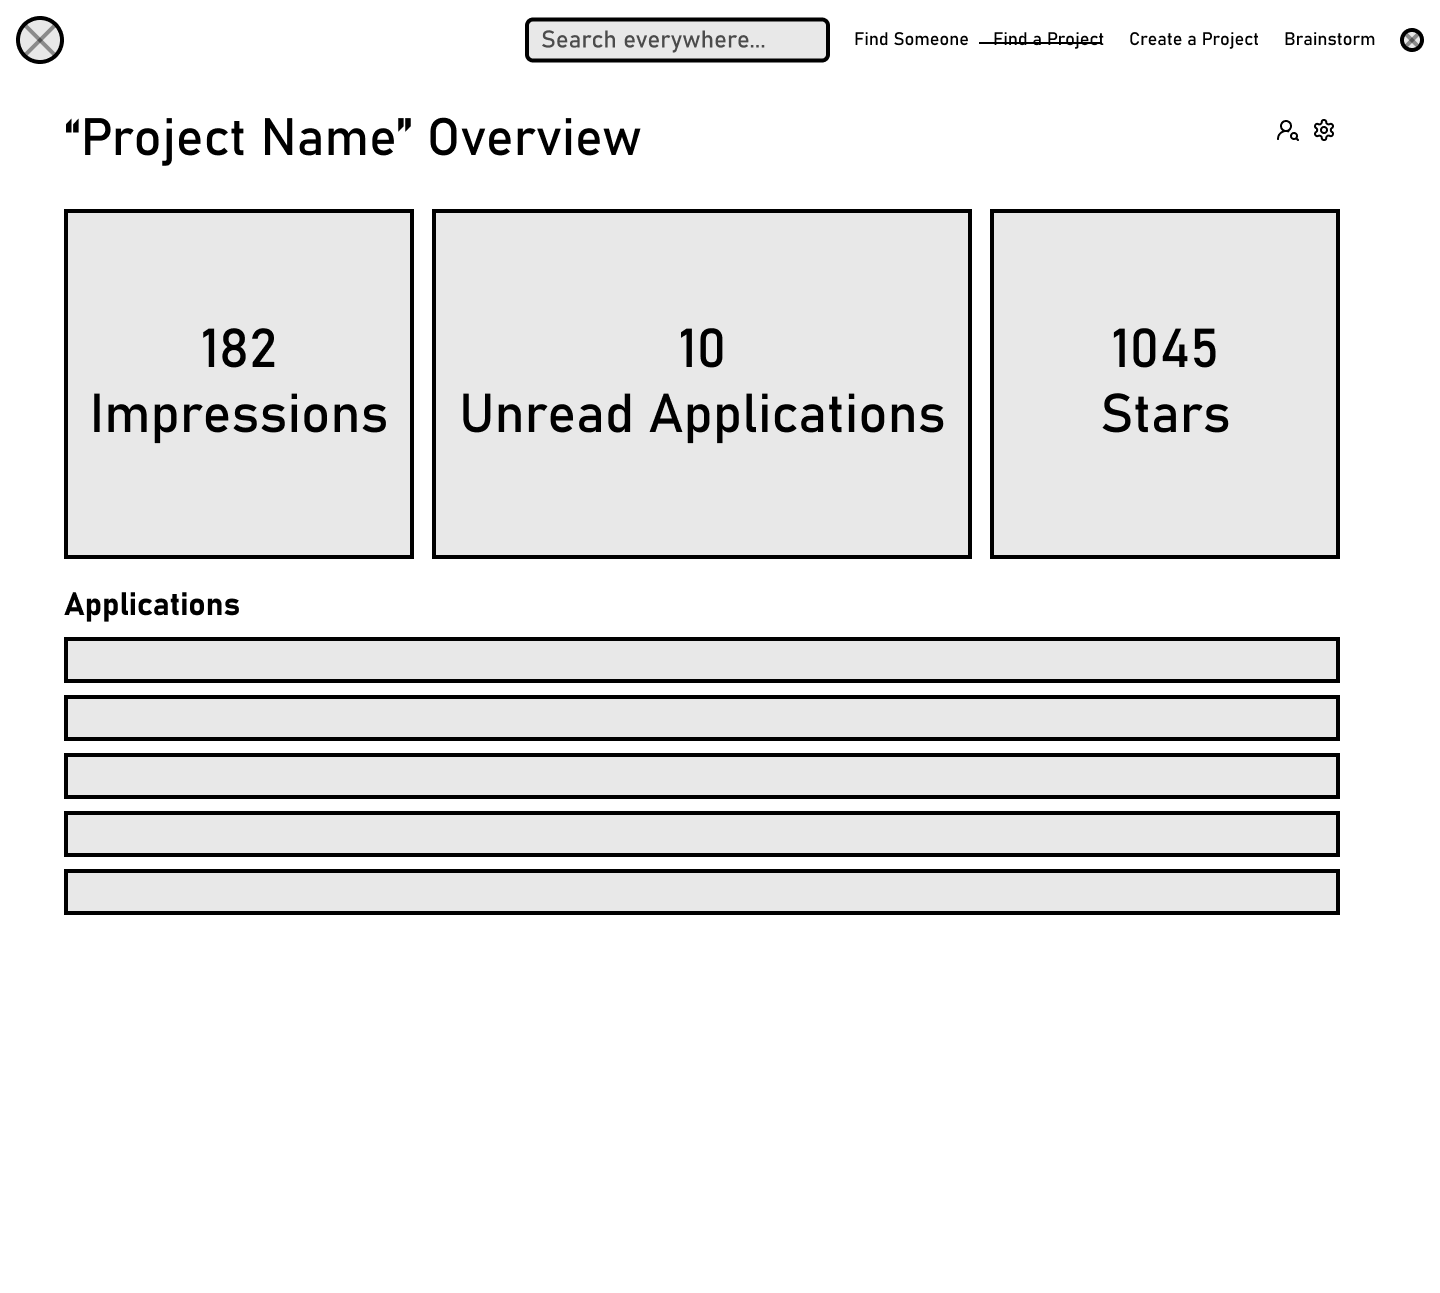 Search everywhere...
Find Someone
Find a Project
Create a Project
Brainstorm
“Project Name” Overview
182
Impressions
10
Unread Applications
1045
Stars
Applications